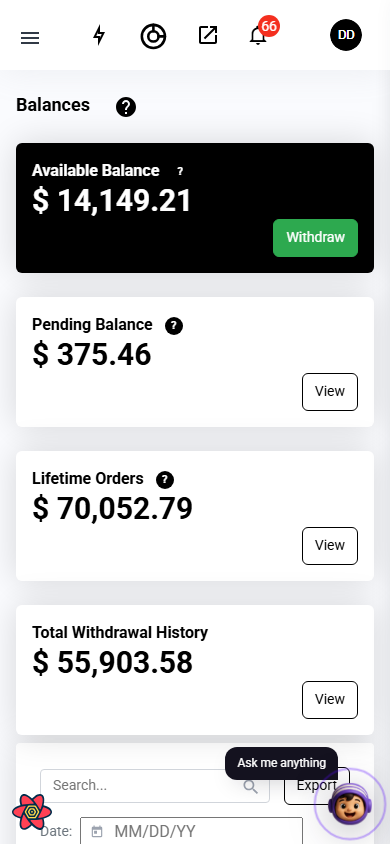 66
DD
Balances ?
Available Balance ?
$ 14,149.21
Withdraw
Pending Balance ?
$ 375.46
View
Lifetime Orders ?
$ 70,052.79
View
Total Withdrawal History
$ 55,903.58
View
Ask me anything
Search...
Export
Date:
MM/DD/YY